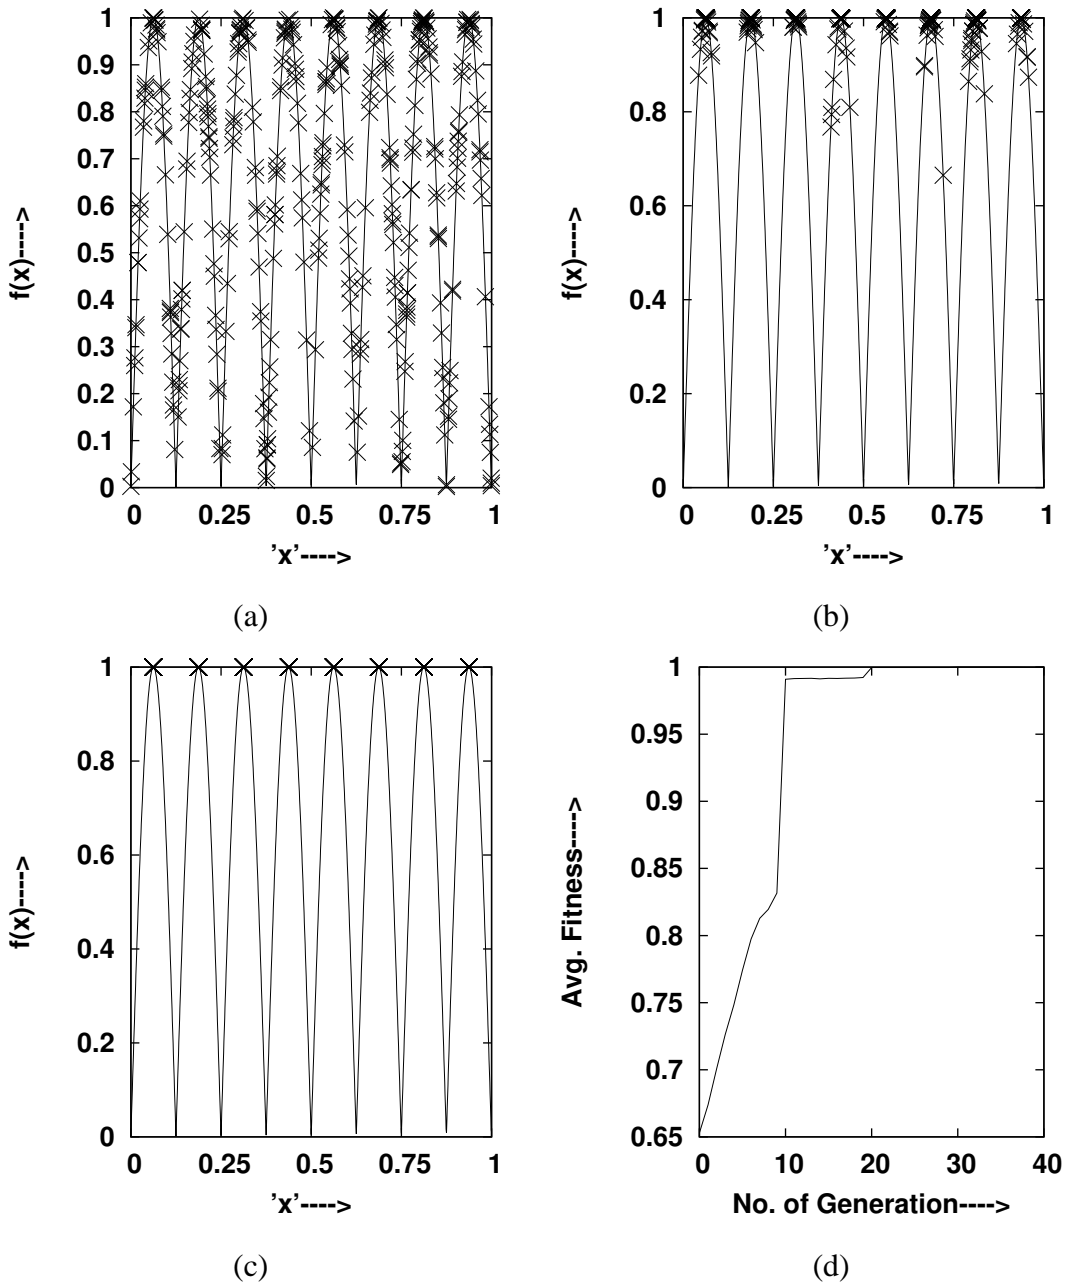 1
0.9
0.8
0.7
0.6
0.5
0.4
0.3
0.2
0.1
0
f(x)---->
0 0.25 0.5 0.75 1
’x’---->
(a)
1
0.8
0.6
0.4
0.2
0
f(x)---->
0 0.25 0.5 0.75 1
’x’---->
(b)
1
0.8
0.6
0.4
0.2
0
f(x)---->
0 0.25 0.5 0.75 1
’x’---->
(c)
1
0.95
0.9
0.85
0.8
0.75
0.7
0.65
Avg. Fitness---->
0 10 20 30 40
No. of Generation---->
(d)